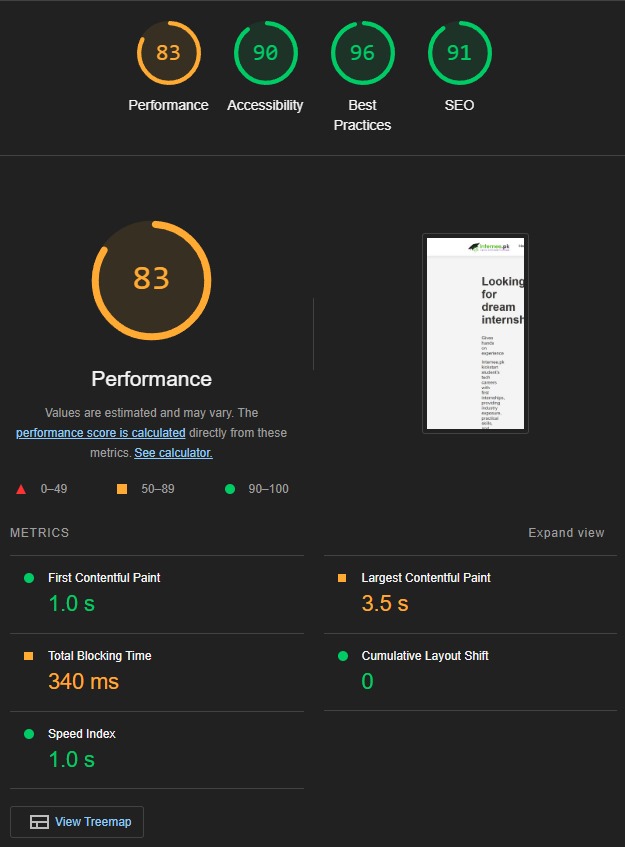 83
90
96
91
Performance
Accessibility
Best
Practices
SEO
83
Performance
Values are estimated and may vary. The
performance score is calculated directly from these
metrics. See calculator.
0–49
50–89
90–100
internee.pk
Looking
for
dream
internsh
hands
on
experience
Internee.pk
kickstart
student's
tech
careers
with
internships,
providing
industry
exposure,
practical
skills,
METRICS
Expand view
First Contentful Paint
1.0 s
Largest Contentful Paint
3.5 s
Total Blocking Time
340 ms
Cumulative Layout Shift
0
Speed Index
1.0 s
View Treemap